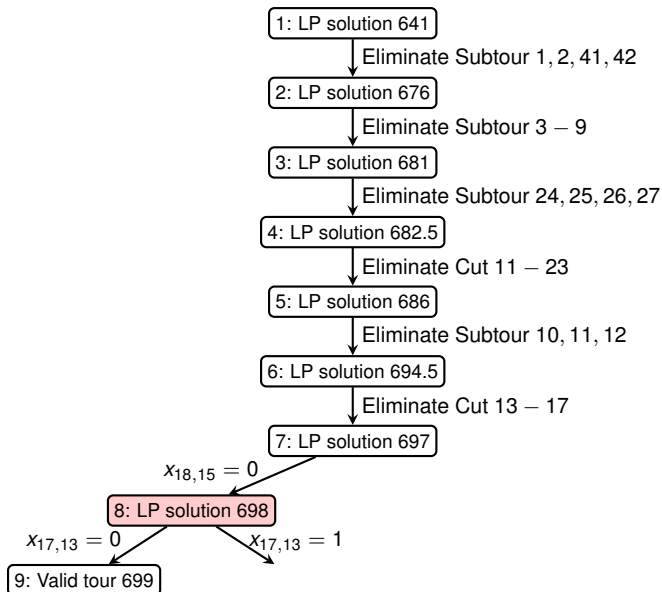 1: LP solution 641
Eliminate Subtour 1, 2, 41, 42
2: LP solution 676
Eliminate Subtour 3 − 9
3: LP solution 681
Eliminate Subtour 24, 25, 26, 27
4: LP solution 682.5
Eliminate Cut 11 − 23
5: LP solution 686
Eliminate Subtour 10, 11, 12
6: LP solution 694.5
Eliminate Cut 13 − 17
7: LP solution 697
x18,15 = 0
8: LP solution 698
x17,13 = 0
x17,13 = 1
9: Valid tour 699